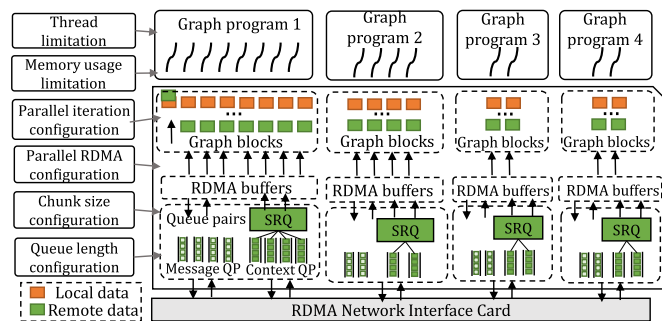 Thread
limitation
Memory usage
limitation
Parallel iteration
configuration
Parallel RDMA
configuration
Chunk size
configuration
Queue length
configuration
Local data
Remote data
Graph program 1
Graph
program 2
Graph
program 3
Graph
program 4
Graph blocks
Graph blocks
Graph blocks
Graph blocks
RDMA buffers
RDMA buffers
RDMA buffers
RDMA buffers
Queue pairs
SRQ
SRQ
SRQ
SRQ
Message QP
Context QP
RDMA Network Interface Card